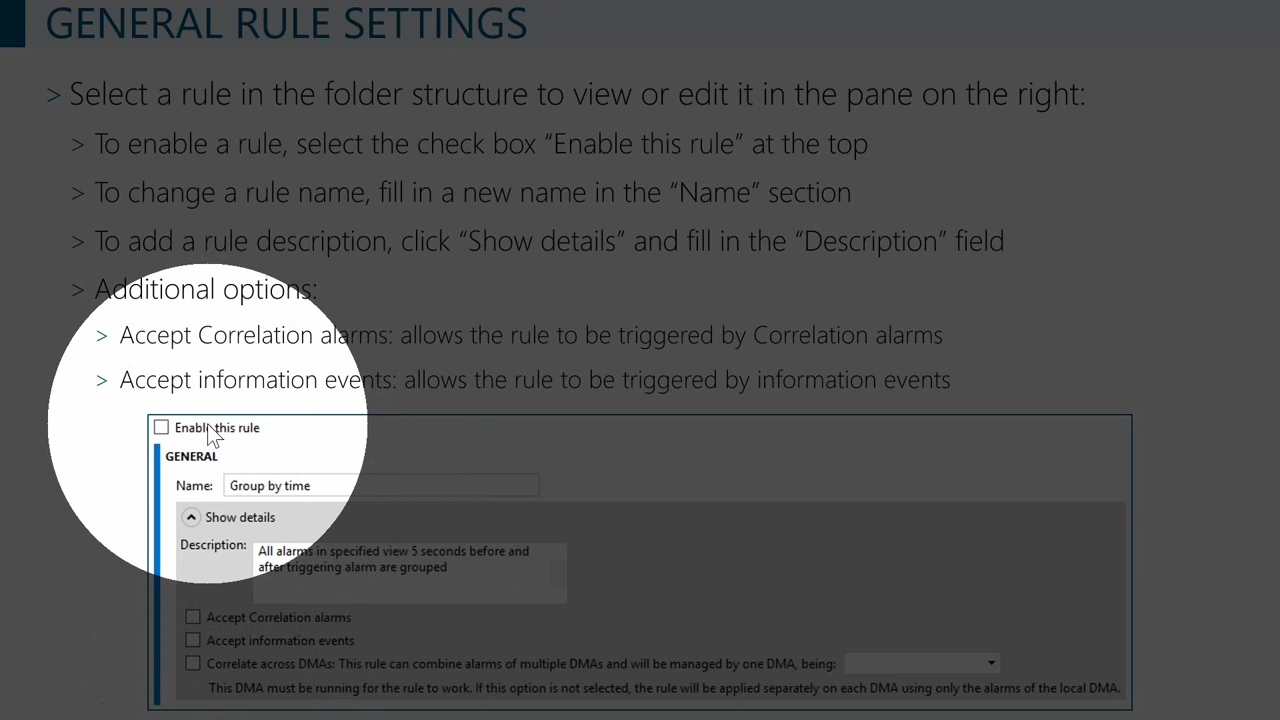 GENERAL RULE SETTINGS
> Select a rule in the folder structure to view or edit it in the pane on the right:
> To enable a rule, select the check box “Enable this rule” at the top
> To change a rule name, fill in a new name in the “Name” section
> To add a rule description, click “Show details” and fill in the “Description” field
> Additional options:
> Accept Correlation alarms: allows the rule to be triggered by Correlation alarms
> Accept information events: allows the rule to be triggered by information events
Enable this rule
GENERAL
Name: Group by time
Show details
Description: All alarms in specified view 5 seconds before and
after triggering alarm are grouped
Accept Correlation alarms
Accept information events
Correlate across DMAs: This rule can combine alarms of multiple DMAs and will be managed by one DMA, being:
This DMA must be running for the rule to work. If this option is not selected, the rule will be applied separately on each DMA using only the alarms of the local DMA.